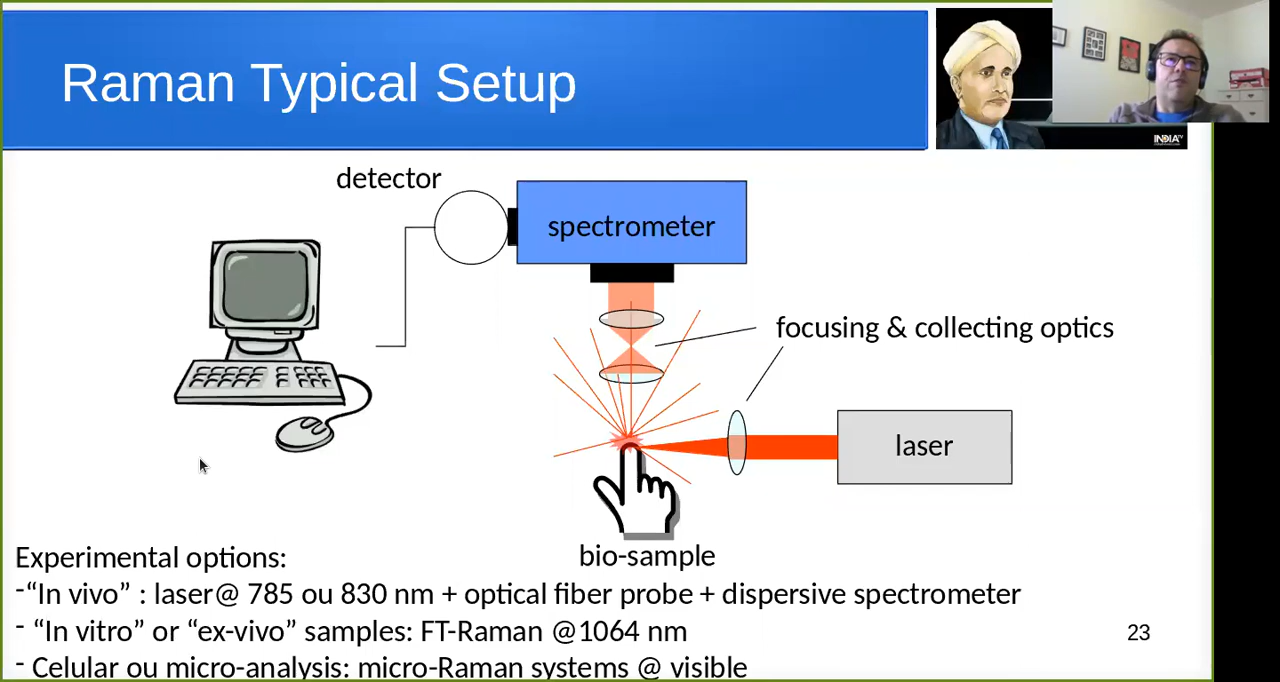 Raman Typical Setup
INDIA TV
detector
spectrometer
focusing & collecting optics
laser
bio-sample
Experimental options:
-“In vivo” : laser@ 785 ou 830 nm + optical fiber probe + dispersive spectrometer
- “In vitro” or “ex-vivo” samples: FT-Raman @1064 nm
23
- Celular ou micro-analysis: micro-Raman systems @ visible